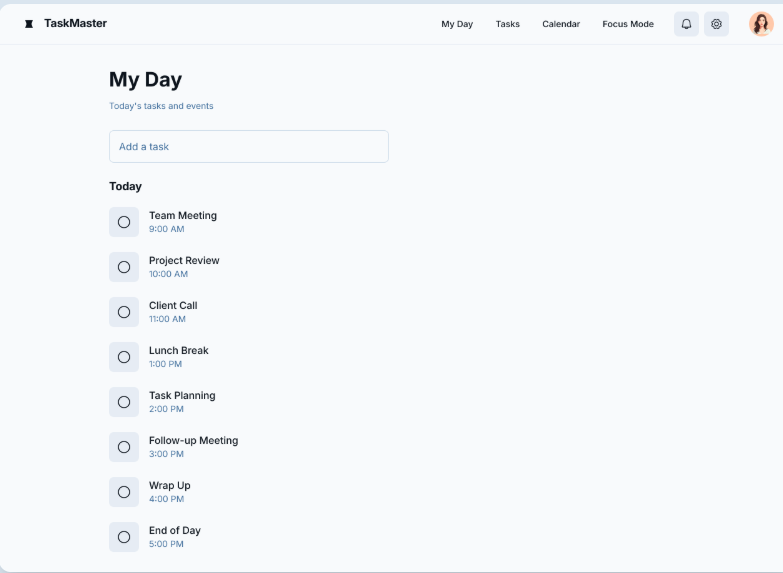 TaskMaster
My Day
Tasks
Calendar
Focus Mode
My Day
Today's tasks and events
Add a task
Today
Team Meeting
9:00 AM
Project Review
10:00 AM
Client Call
11:00 AM
Lunch Break
1:00 PM
Task Planning
2:00 PM
Follow-up Meeting
3:00 PM
Wrap Up
4:00 PM
End of Day
5:00 PM